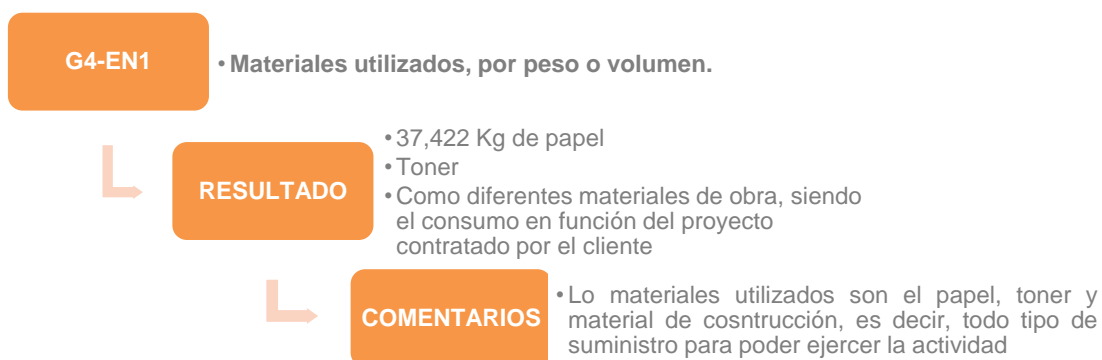 G4-EN1
• Materiales utilizados, por peso o volumen.
RESULTADO
• 37,422 Kg de papel
• Toner
• Como diferentes materiales de obra, siendo
el consumo en función del proyecto
contratado por el cliente
COMENTARIOS
• Lo materiales utilizados son el papel, toner y
material de cosntrucción, es decir, todo tipo de
suministro para poder ejercer la actividad